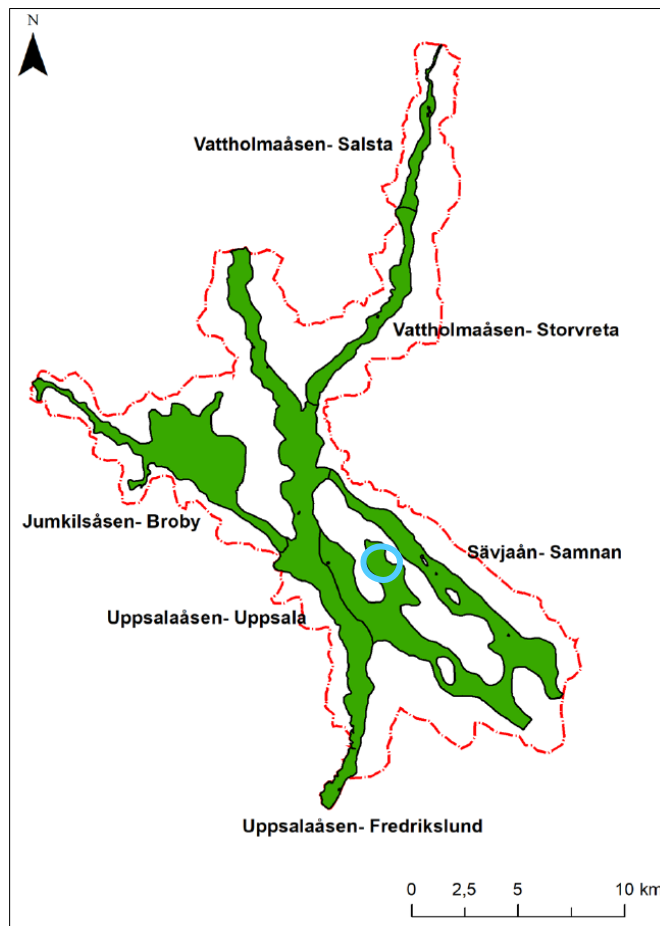 N
Vattholmaåsen- Salsta
Vattholmaåsen- Storvreta
Jumkilsåsen- Broby
Sävjaån- Samnan
Uppsalaåsen- Uppsala
Uppsalaåsen- Fredrikslund
0 2,5 5 10 km